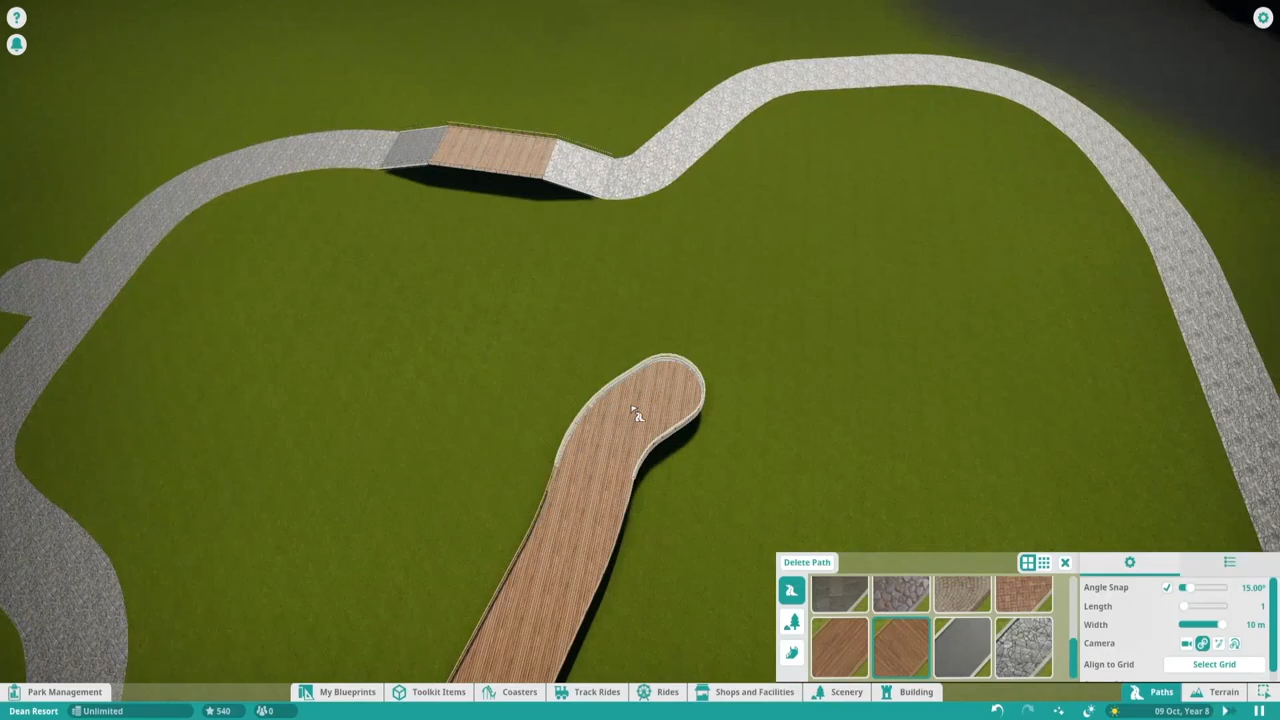 ?
Delete Path
Angle Snap 15.00°
Length 1
Width 10 m
Camera
Align to Grid Select Grid
Park Management My Blueprints Toolkit Items Coasters Track Rides Rides Shops and Facilities Scenery Building Paths Terrain
Dean Resort Unlimited 540 0 09 Oct, Year 8